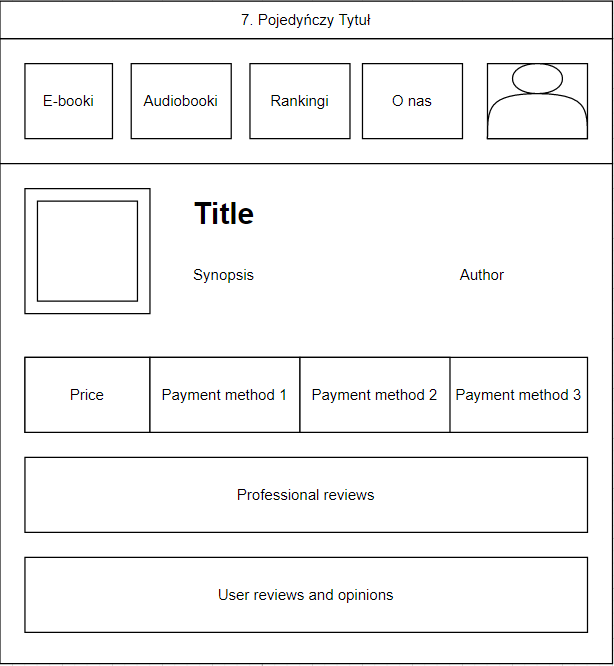 7. Pojedyńczy Tytuł
E-booki
Audiobooki
Rankingi
O nas
Title
Synopsis
Author
Price
Payment method 1
Payment method 2
Payment method 3
Professional reviews
User reviews and opinions